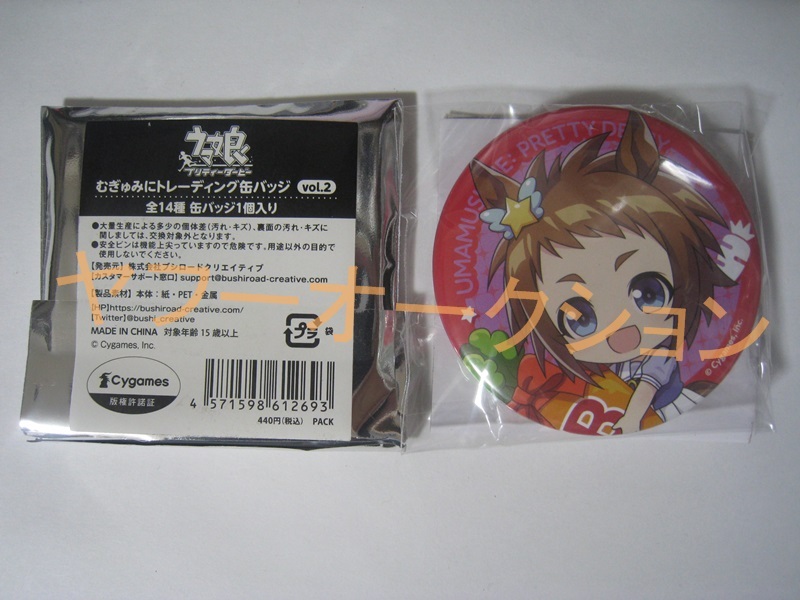 ウマ娘
プリティーダービー
むぎゅみにトレーディング缶バッジ vol.2
全14種 缶バッジ1個入り
●大量生産による多少の個体差(汚れ・キズ)、裏面の汚れ・キズに
関しましては、交換対象外となります。
●安全ピンは機能上尖っていますので危険です。用途以外の目的で
使用しないでください。
【発売元】株式会社ブシロードクリエイティブ
【カスタマーサポート窓口】support@bushiroad-creative.com
【製品素材】本体：紙・PET・金属
【HP】https://bushiroad-creative.com/
【Twitter】@bushi_creative
MADE IN CHINA 対象年齢15歳以上
© Cygames, Inc.
プラ 袋
Cygames
版権許諾証
4 571598 612693
440円(税込) PACK
UMAMUSUME: PRETTY DERBY
© Cygames, Inc.
B
ヤフーオークション